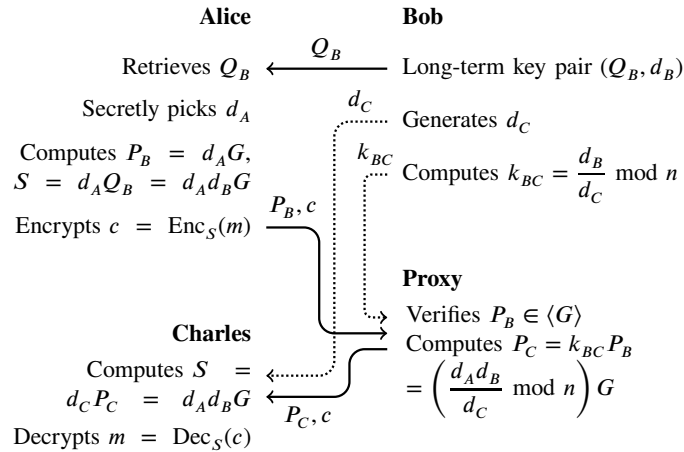 Alice
Bob
Q_B
Retrieves Q_B
Long-term key pair (Q_B, d_B)
Secretly picks d_A
d_C
Generates d_C
Computes P_B = d_A G,
S = d_A Q_B = d_A d_B G
k_BC
Computes k_BC = d_B / d_C mod n
P_B, c
Encrypts c = Enc_S(m)
Proxy
Verifies P_B ∈ ⟨G⟩
Computes P_C = k_BC P_B
= ( d_A d_B / d_C mod n ) G
Charles
Computes S =
d_C P_C = d_A d_B G
P_C, c
Decrypts m = Dec_S(c)